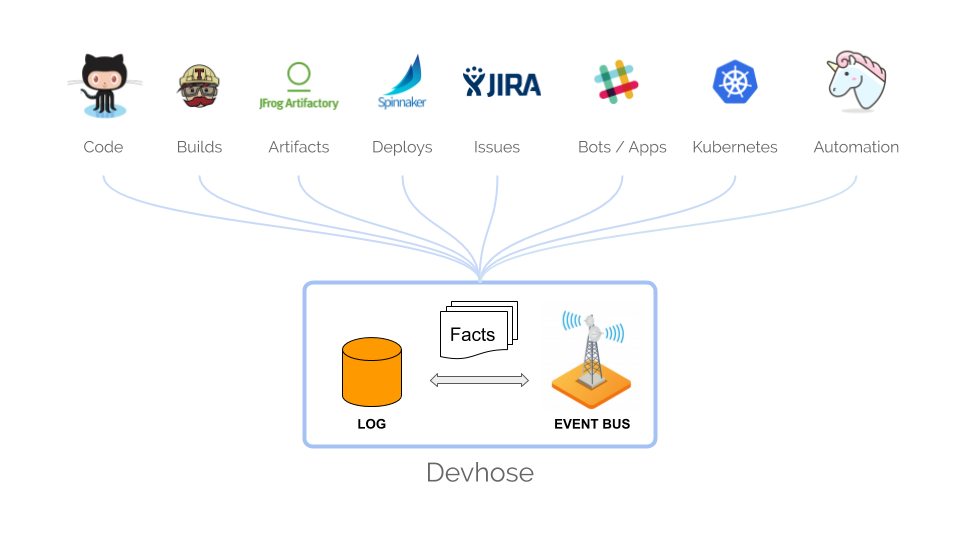 JFrog Artifactory
Spinnaker
JIRA
T
Code
Builds
Artifacts
Deploys
Issues
Bots / Apps
Kubernetes
Automation
Facts
LOG
EVENT BUS
Devhose